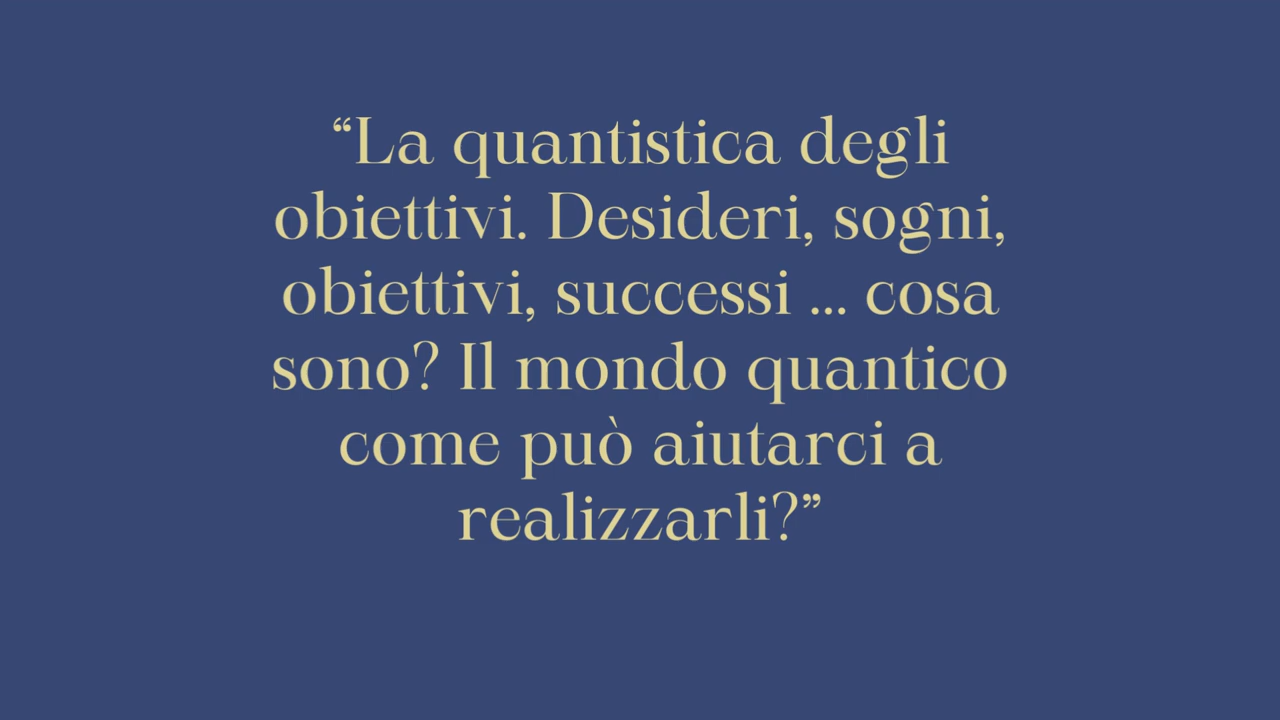 “La quantistica degli
obiettivi. Desideri, sogni,
obiettivi, successi ... cosa
sono? Il mondo quantico
come può aiutarci a
realizzarli?”